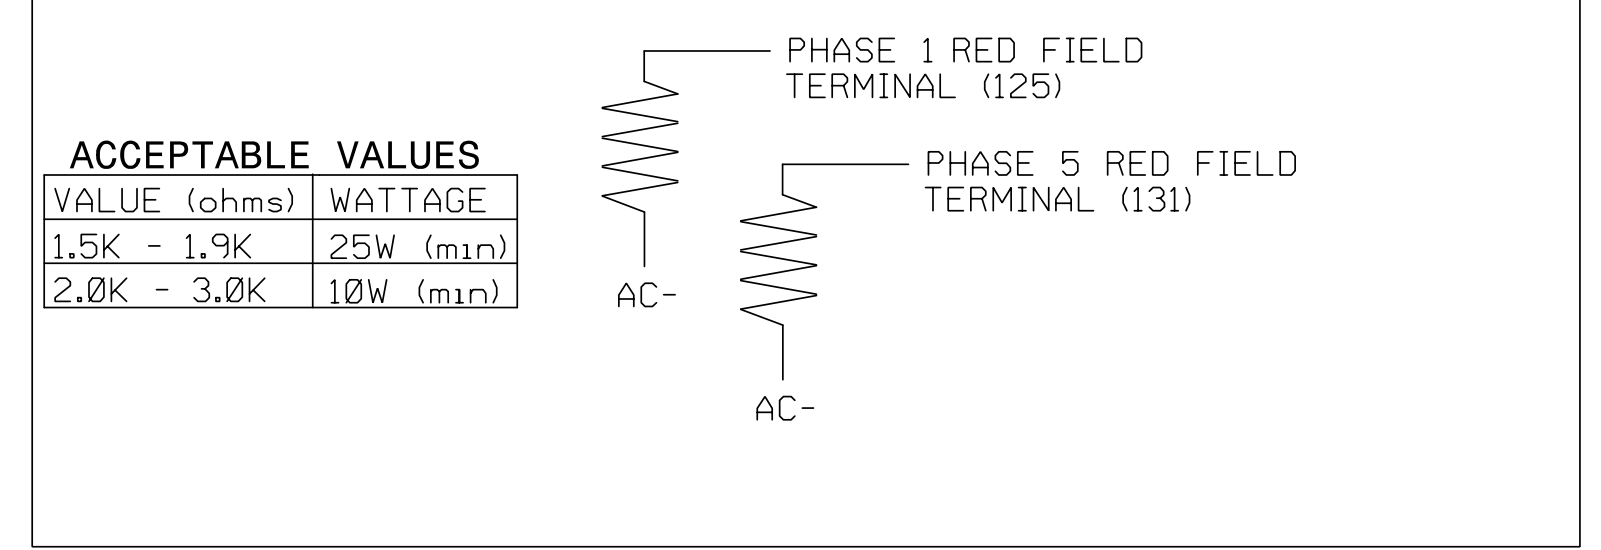 PHASE 1 RED FIELD
TERMINAL (125)
ACCEPTABLE VALUES
VALUE (ohms) WATTAGE
1.5K - 1.9K 25W (min)
2.0K - 3.0K 10W (min)
AC-
PHASE 5 RED FIELD
TERMINAL (131)
AC-